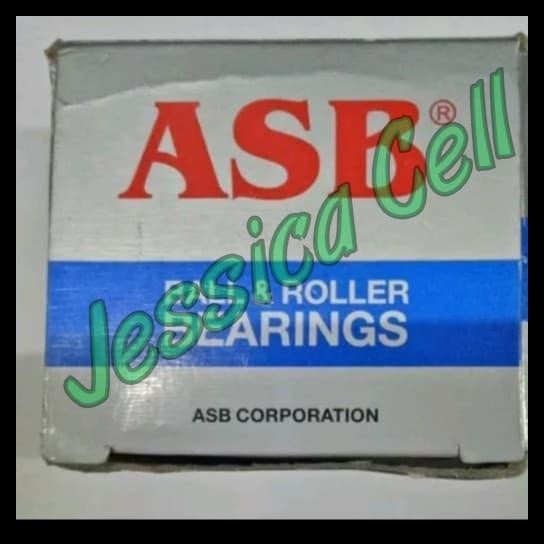 ASB®
BALL & ROLLER
BEARINGS
ASB CORPORATION
Jessica Cell